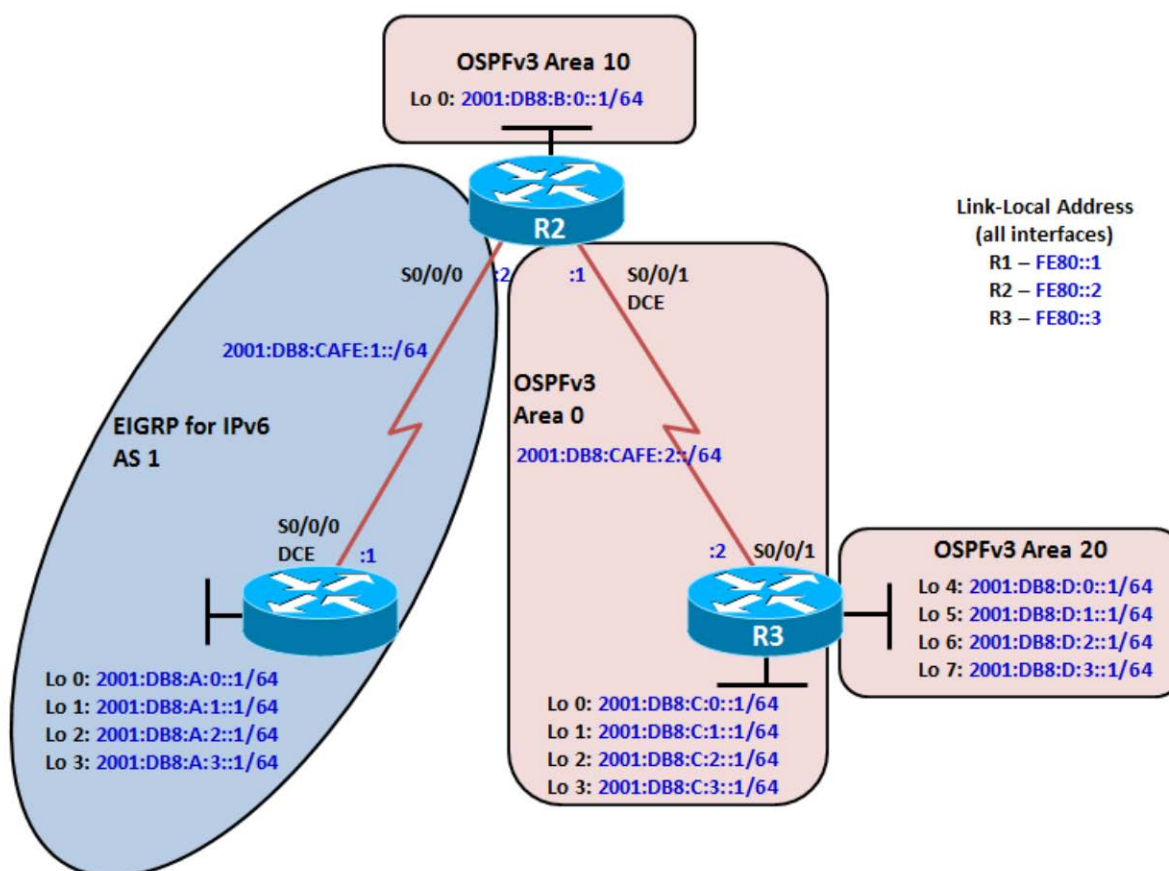 OSPFv3 Area 10
Lo 0: 2001:DB8:B:0::1/64
R2
Link-Local Address
(all interfaces)
R1 – FE80::1
R2 – FE80::2
R3 – FE80::3
S0/0/0
:2
:1
S0/0/1
DCE
2001:DB8:CAFE:1::/64
OSPFv3
Area 0
EIGRP for IPv6
AS 1
2001:DB8:CAFE:2::/64
S0/0/0
DCE
:1
:2
S0/0/1
R3
OSPFv3 Area 20
Lo 4: 2001:DB8:D:0::1/64
Lo 5: 2001:DB8:D:1::1/64
Lo 6: 2001:DB8:D:2::1/64
Lo 7: 2001:DB8:D:3::1/64
Lo 0: 2001:DB8:A:0::1/64
Lo 1: 2001:DB8:A:1::1/64
Lo 2: 2001:DB8:A:2::1/64
Lo 3: 2001:DB8:A:3::1/64
Lo 0: 2001:DB8:C:0::1/64
Lo 1: 2001:DB8:C:1::1/64
Lo 2: 2001:DB8:C:2::1/64
Lo 3: 2001:DB8:C:3::1/64